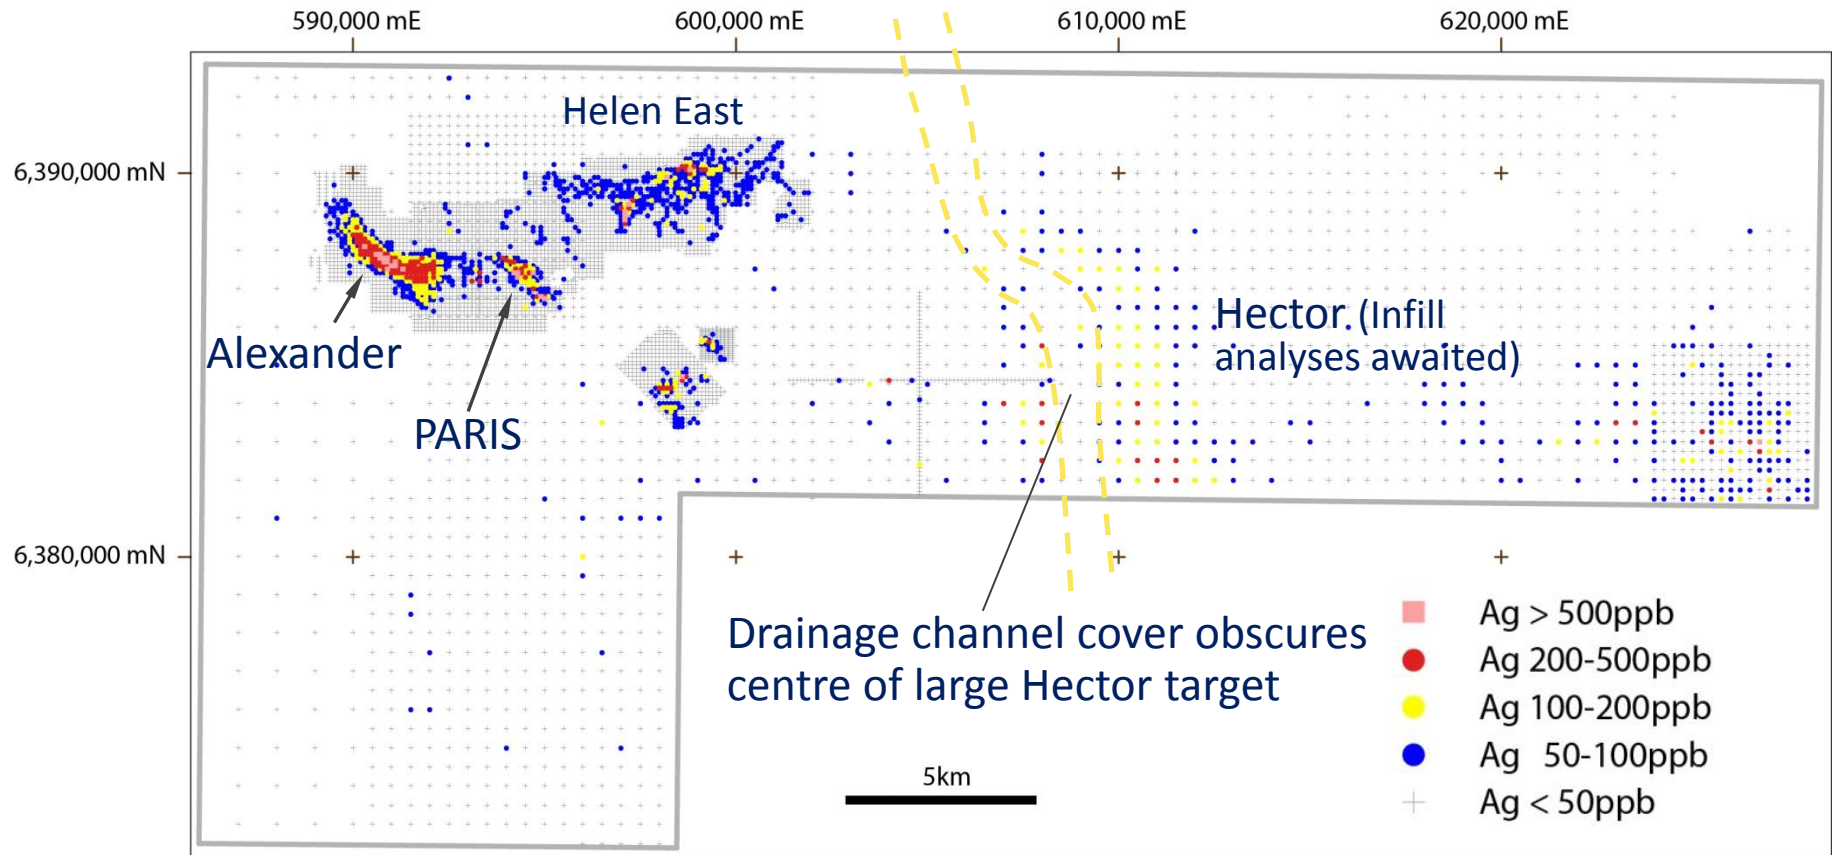 590,000 mE
600,000 mE
610,000 mE
620,000 mE
6,390,000 mN
6,380,000 mN
Helen East
Alexander
PARIS
Hector (Infill
analyses awaited)
Drainage channel cover obscures
centre of large Hector target
5km
Ag > 500ppb
Ag 200-500ppb
Ag 100-200ppb
Ag 50-100ppb
Ag < 50ppb